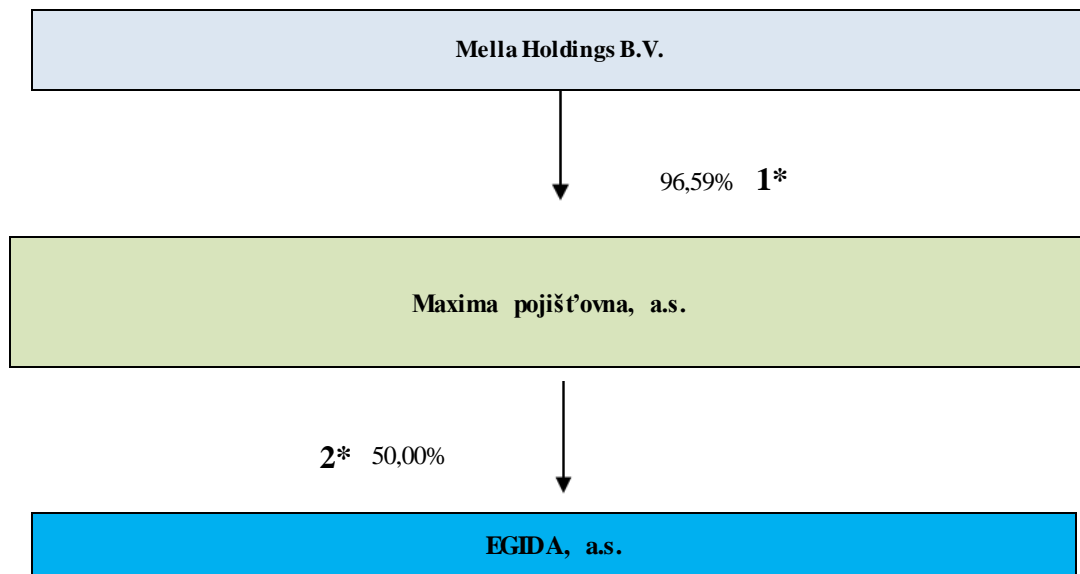 Mella Holdings B.V.
96,59% 1*
Maxima pojišťovna, a.s.
2* 50,00%
EGIDA, a.s.